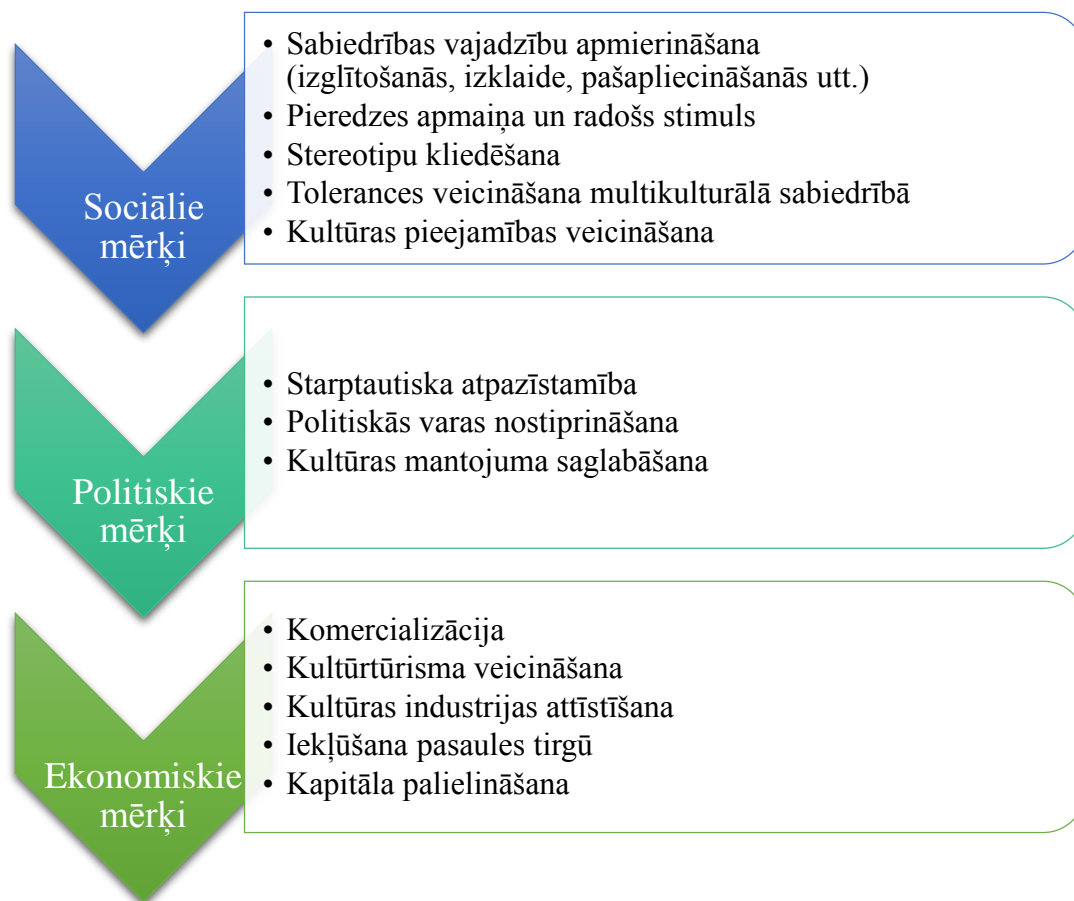 Sociālie
mērķi
• Sabiedrības vajadzību apmierināšana
(izglītošanās, izklaide, pašapliecināšanās utt.)
• Pieredzes apmaiņa un radošs stimuls
• Stereotipu kliedēšana
• Tolerances veicināšana multikulturālā sabiedrībā
• Kultūras pieejamības veicināšana
Politiskie
mērķi
• Starptautiska atpazīstamība
• Politiskās varas nostiprināšana
• Kultūras mantojuma saglabāšana
Ekonomiskie
mērķi
• Komercializācija
• Kultūrtūrisma veicināšana
• Kultūras industrijas attīstīšana
• Iekļūšana pasaules tirgū
• Kapitāla palielināšana